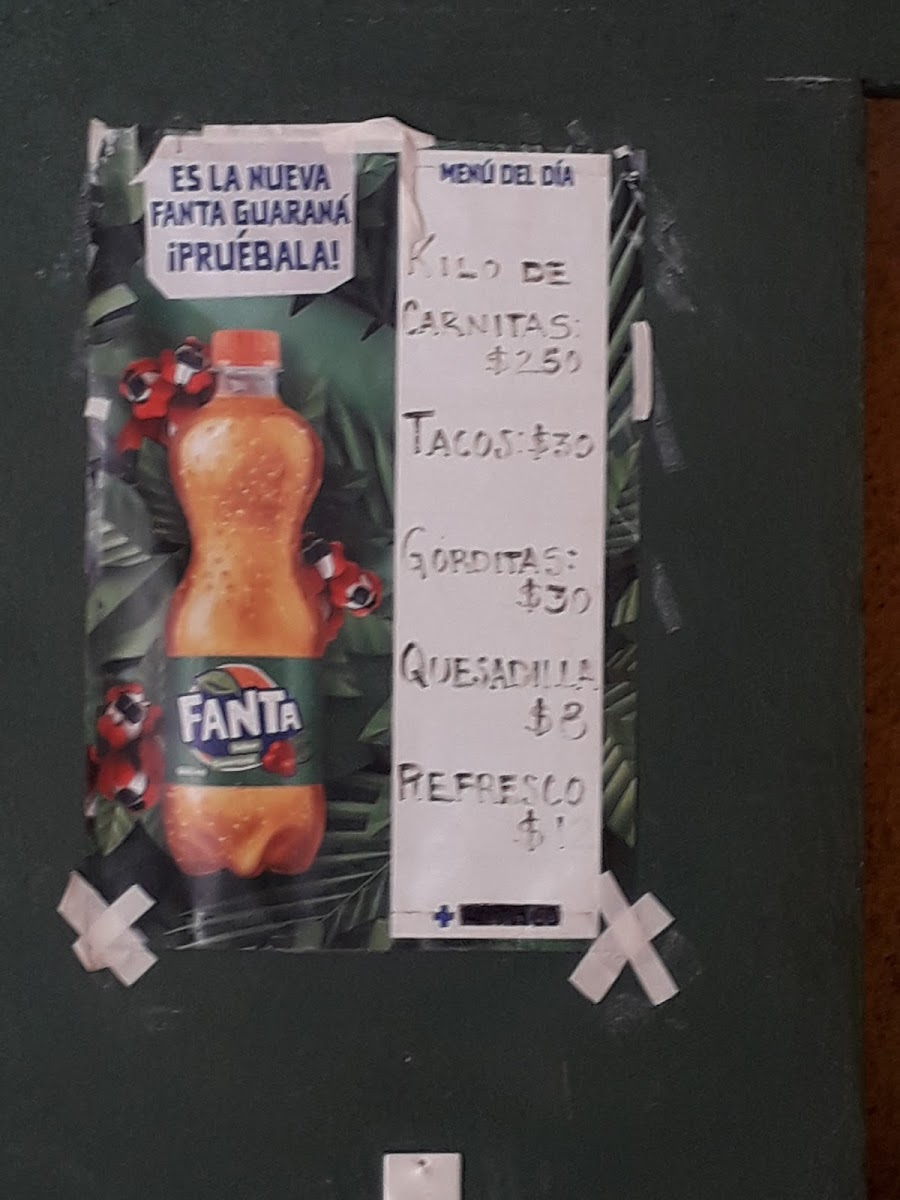 ES LA NUEVA
FANTA GUARANÁ
¡PRUÉBALA!
FANTA
MENÚ DEL DÍA
KILO DE
CARNITAS:
$250
TACOS: $30
GORDITAS:
$30
QUESADILLA
$8
REFRESCO